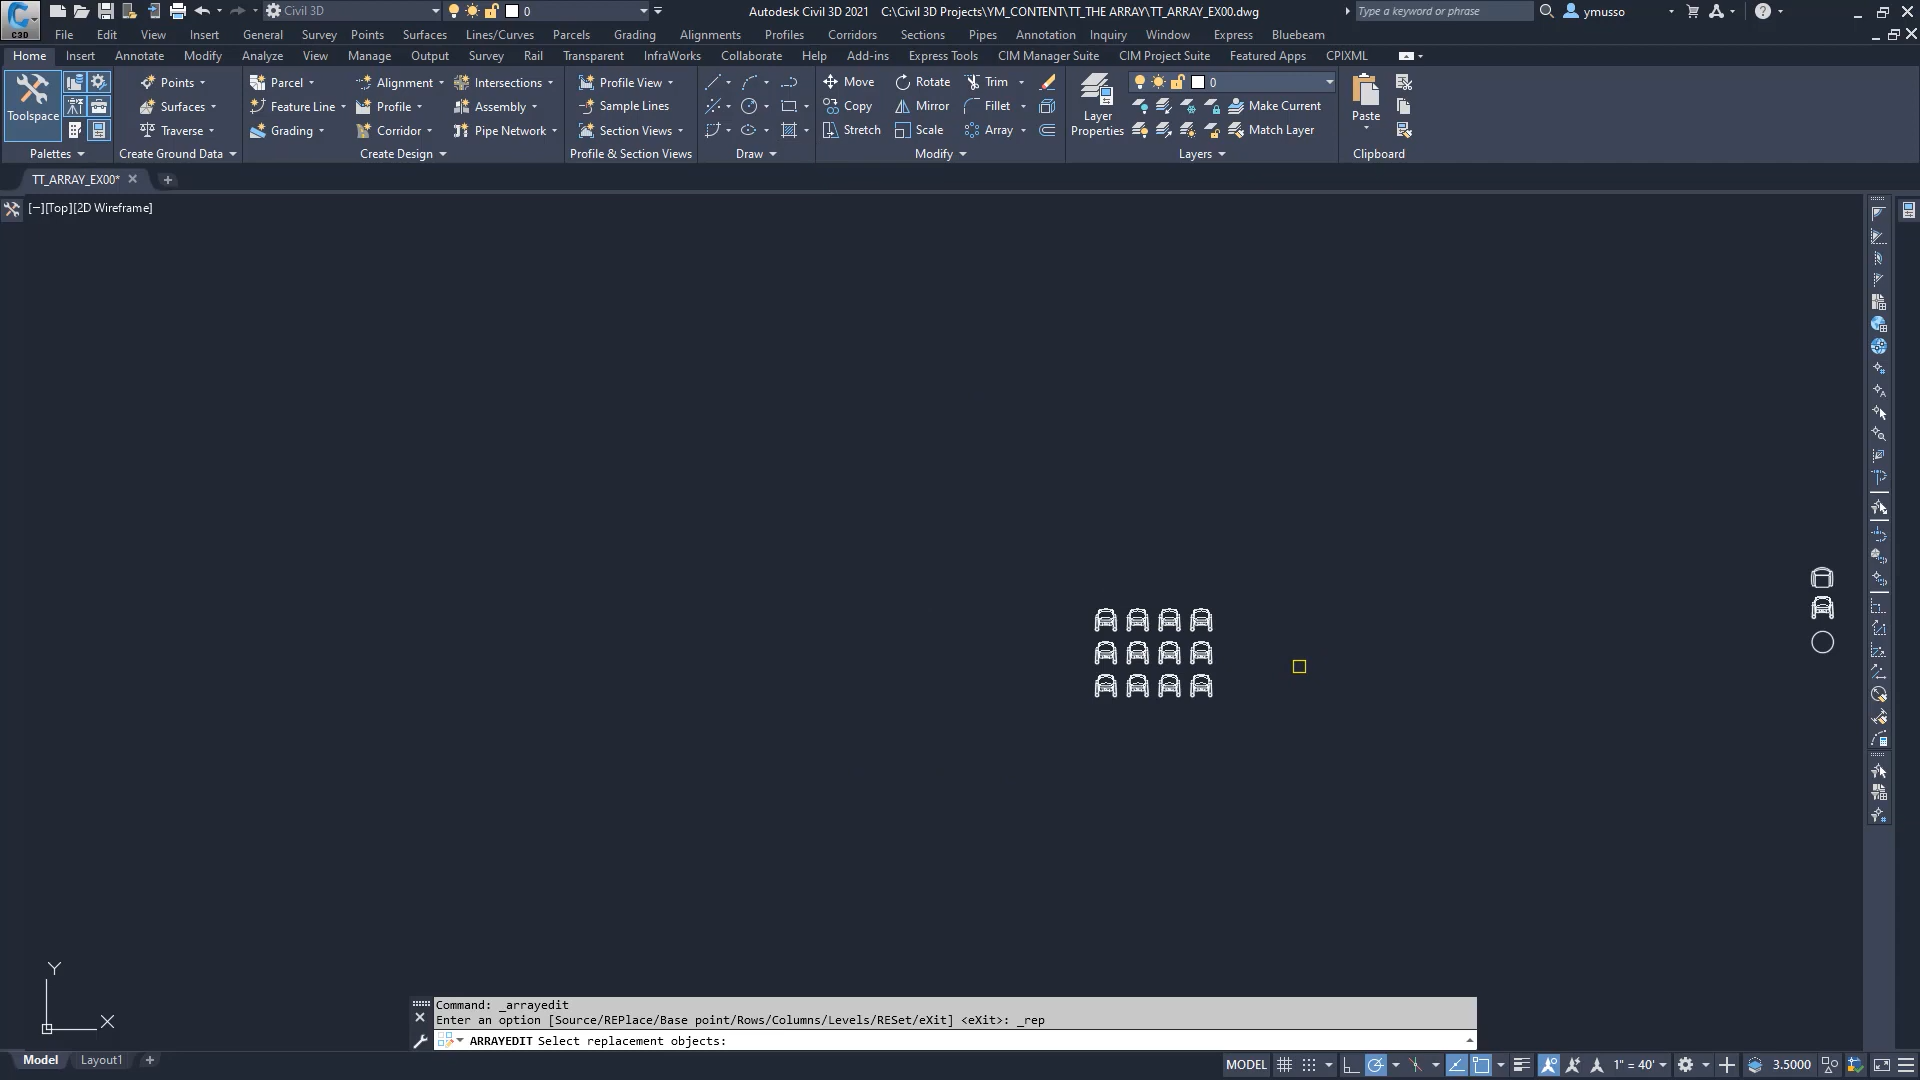 Civil 3D
0
Autodesk Civil 3D 2021 C:\Civil 3D Projects\YM_CONTENT\TT_THE ARRAY\TT_ARRAY_EX00.dwg
Type a keyword or phrase
ymusso
C3D
File Edit View Insert General Survey Points Surfaces Lines/Curves Parcels Grading Alignments Profiles Corridors Sections Pipes Annotation Inquiry Window Express Bluebeam
Home Insert Annotate Modify Analyze View Manage Output Survey Rail Transparent InfraWorks Collaborate Help Add-ins Express Tools CIM Manager Suite CIM Project Suite Featured Apps CPIXML
Points Parcel Alignment Intersections Profile View Move Rotate Trim 0
Toolspace Surfaces Feature Line Profile Assembly Sample Lines Copy Mirror Fillet Layer Properties Make Current Paste
Traverse Grading Corridor Pipe Network Section Views Stretch Scale Array Match Layer
Palettes Create Ground Data Create Design Profile & Section Views Draw Modify Layers Clipboard
TT_ARRAY_EX00*
[−][Top][2D Wireframe]
Y
X
Command: _arrayedit
Enter an option [Source/REPlace/Base point/Rows/Columns/Levels/RESet/eXit] <eXit>: _rep
ARRAYEDIT Select replacement objects:
Model Layout1
MODEL 1" = 40' 3.5000